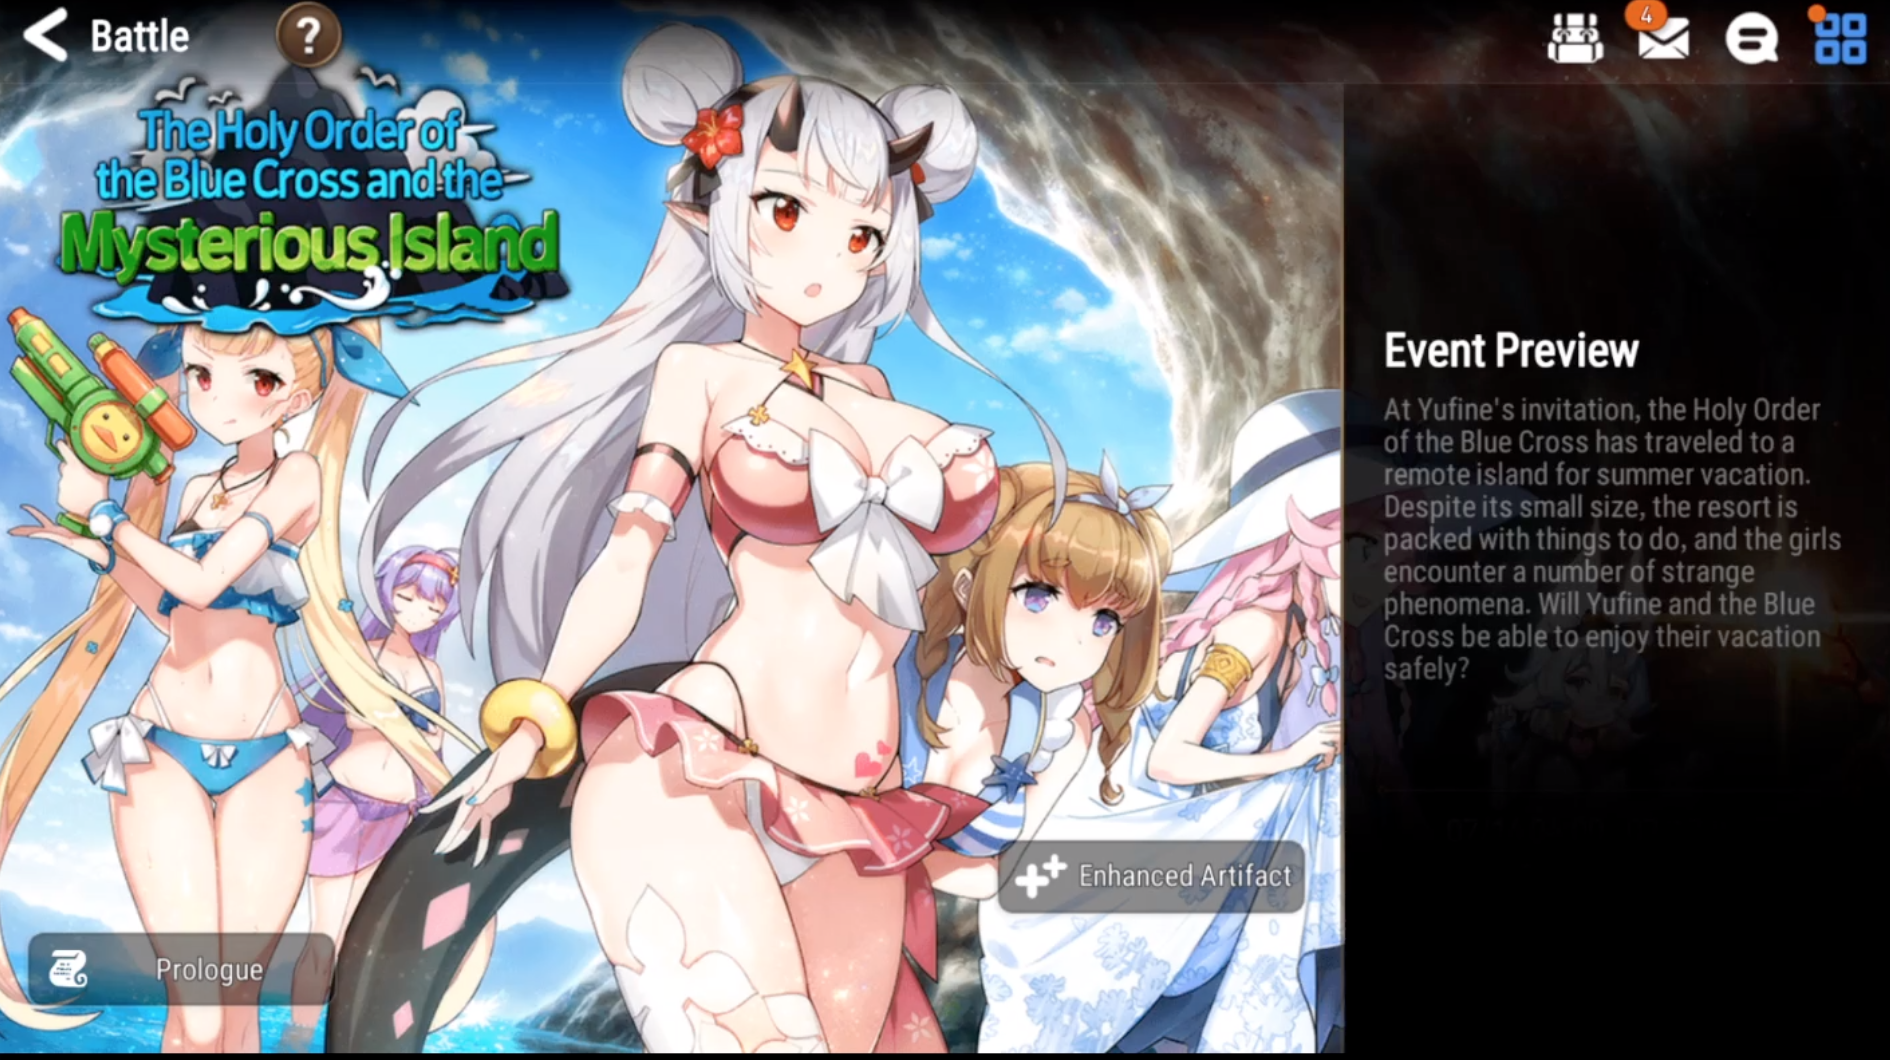 Battle
?
4
The Holy Order of
the Blue Cross and the
Mysterious Island
Event Preview
At Yufine's invitation, the Holy Order
of the Blue Cross has traveled to a
remote island for summer vacation.
Despite its small size, the resort is
packed with things to do, and the girls
encounter a number of strange
phenomena. Will Yufine and the Blue
Cross be able to enjoy their vacation
safely?
Enhanced Artifact
Prologue